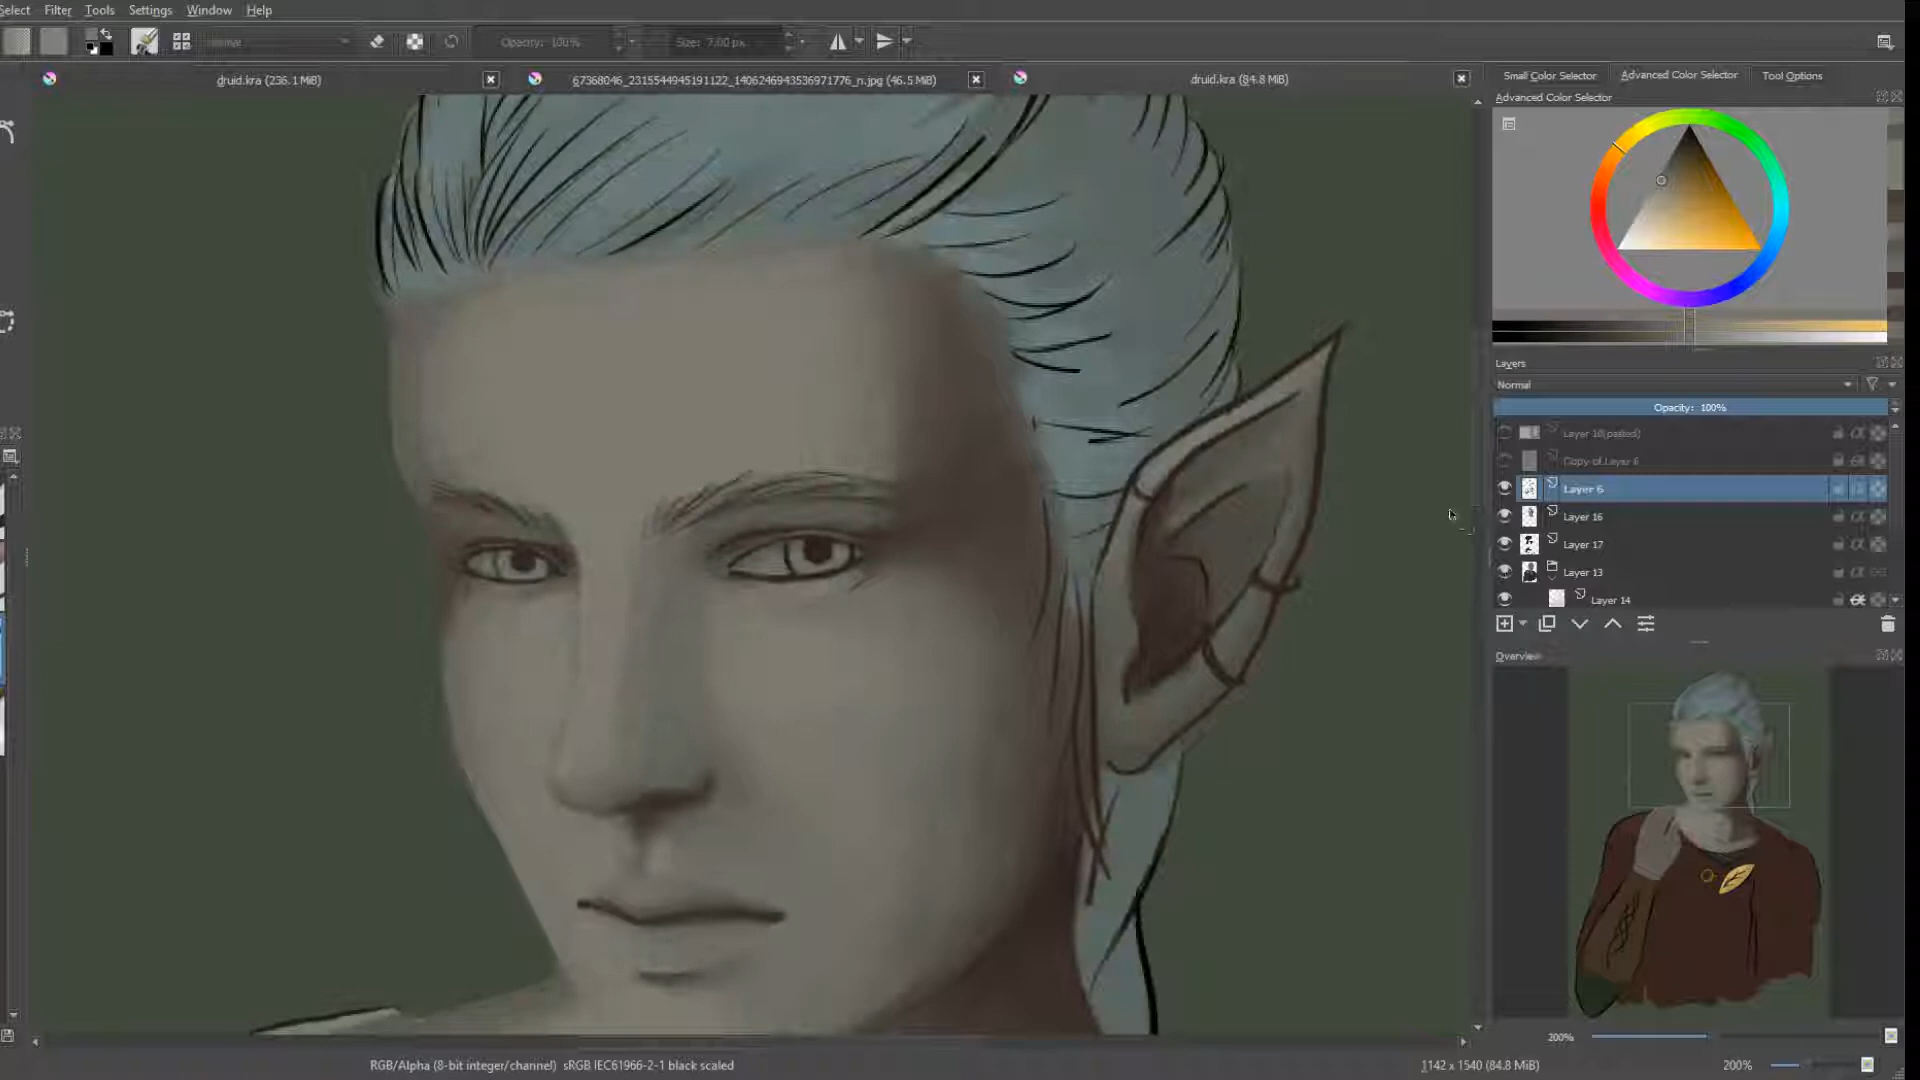 Select Filter Tools Settings Window Help
Normal Opacity: 100% Size: 7.00 px
druid.kra (236.1 MiB) 67368046_2315544945191122_1406246943536971776_n.jpg (46.5 MiB) druid.kra (84.8 MiB)
Small Color Selector Advanced Color Selector Tool Options
Advanced Color Selector
Layers
Normal
Opacity: 100%
Layer 10(pasted)
Copy of Layer 6
Layer 6
Layer 16
Layer 17
Layer 13
Layer 14
Overview
200%
RGB/Alpha (8-bit integer/channel) sRGB IEC61966-2-1 black scaled 1142 x 1540 (84.8 MiB) 200%